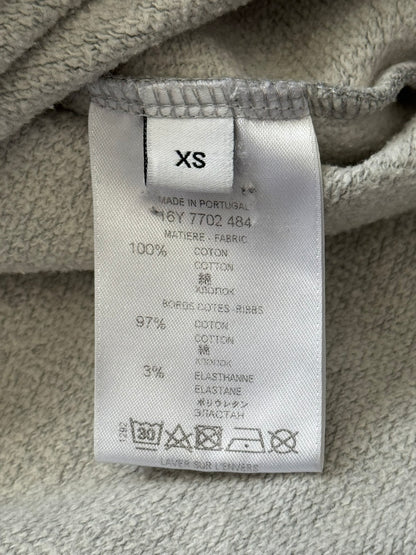 XS
MADE IN PORTUGAL
16Y 7702 484
MATIERE - FABRIC
100% COTON
COTTON
綿
ХЛОПОК
BORDS COTES -RIBBS
97% COTON
COTTON
綿
ХЛОПОК
3% ELASTHANNE
ELASTANE
ポリウレタン
ЭЛАСТАН
1292
30
LAVER SUR L'ENVERS